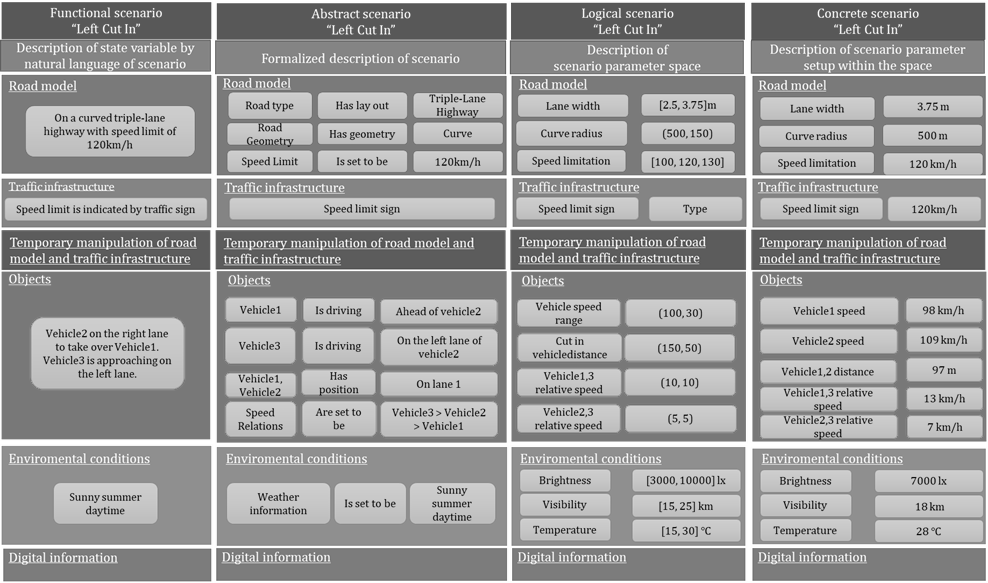 Functional scenario
“Left Cut In”
Description of state variable by
natural language of scenario
Road model
On a curved triple-lane
highway with speed limit of
120km/h
Traffic infrastructure
Speed limit is indicated by traffic sign
Temporary manipulation of road
model and traffic infrastructure
Objects
Vehicle2 on the right lane
to take over Vehicle1.
Vehicle3 is approaching on
the left lane.
Enviromental conditions
Sunny summer
daytime
Digital information
Abstract scenario
“Left Cut In”
Formalized description of scenario
Road model
Road type
Has lay out
Triple-Lane
Highway
Road
Geometry
Has geometry
Curve
Speed Limit
Is set to be
120km/h
Traffic infrastructure
Speed limit sign
Temporary manipulation of road model and
traffic infrastructure
Objects
Vehicle1
Is driving
Ahead of vehicle2
Vehicle3
Is driving
On the left lane of
vehicle2
Vehicle1,
Vehicle2
Has
position
On lane 1
Speed
Relations
Are set to
be
Vehicle3 > Vehicle2
> Vehicle1
Enviromental conditions
Weather
information
Is set to be
Sunny
summer
daytime
Digital information
Logical scenario
“Left Cut In”
Description of
scenario parameter space
Road model
Lane width
[2.5, 3.75]m
Curve radius
(500, 150)
Speed limitation
[100, 120, 130]
Traffic infrastructure
Speed limit sign
Type
Temporary manipulation of road
model and traffic infrastructure
Objects
Vehicle speed
range
(100, 30)
Cut in
vehicledistance
(150, 50)
Vehicle1,3
relative speed
(10, 10)
Vehicle2,3
relative speed
(5, 5)
Enviromental conditions
Brightness
[3000, 10000] lx
Visibility
[15, 25] km
Temperature
[15, 30] °C
Digital information
Concrete scenario
“Left Cut In”
Description of scenario parameter
setup within the space
Road model
Lane width
3.75 m
Curve radius
500 m
Speed limitation
120 km/h
Traffic infrastructure
Speed limit sign
120km/h
Temporary manipulation of road
model and traffic infrastructure
Objects
Vehicle1 speed
98 km/h
Vehicle2 speed
109 km/h
Vehicle1,2 distance
97 m
Vehicle1,3 relative
speed
13 km/h
Vehicle2,3 relative
speed
7 km/h
Enviromental conditions
Brightness
7000 lx
Visibility
18 km
Temperature
28 °C
Digital information